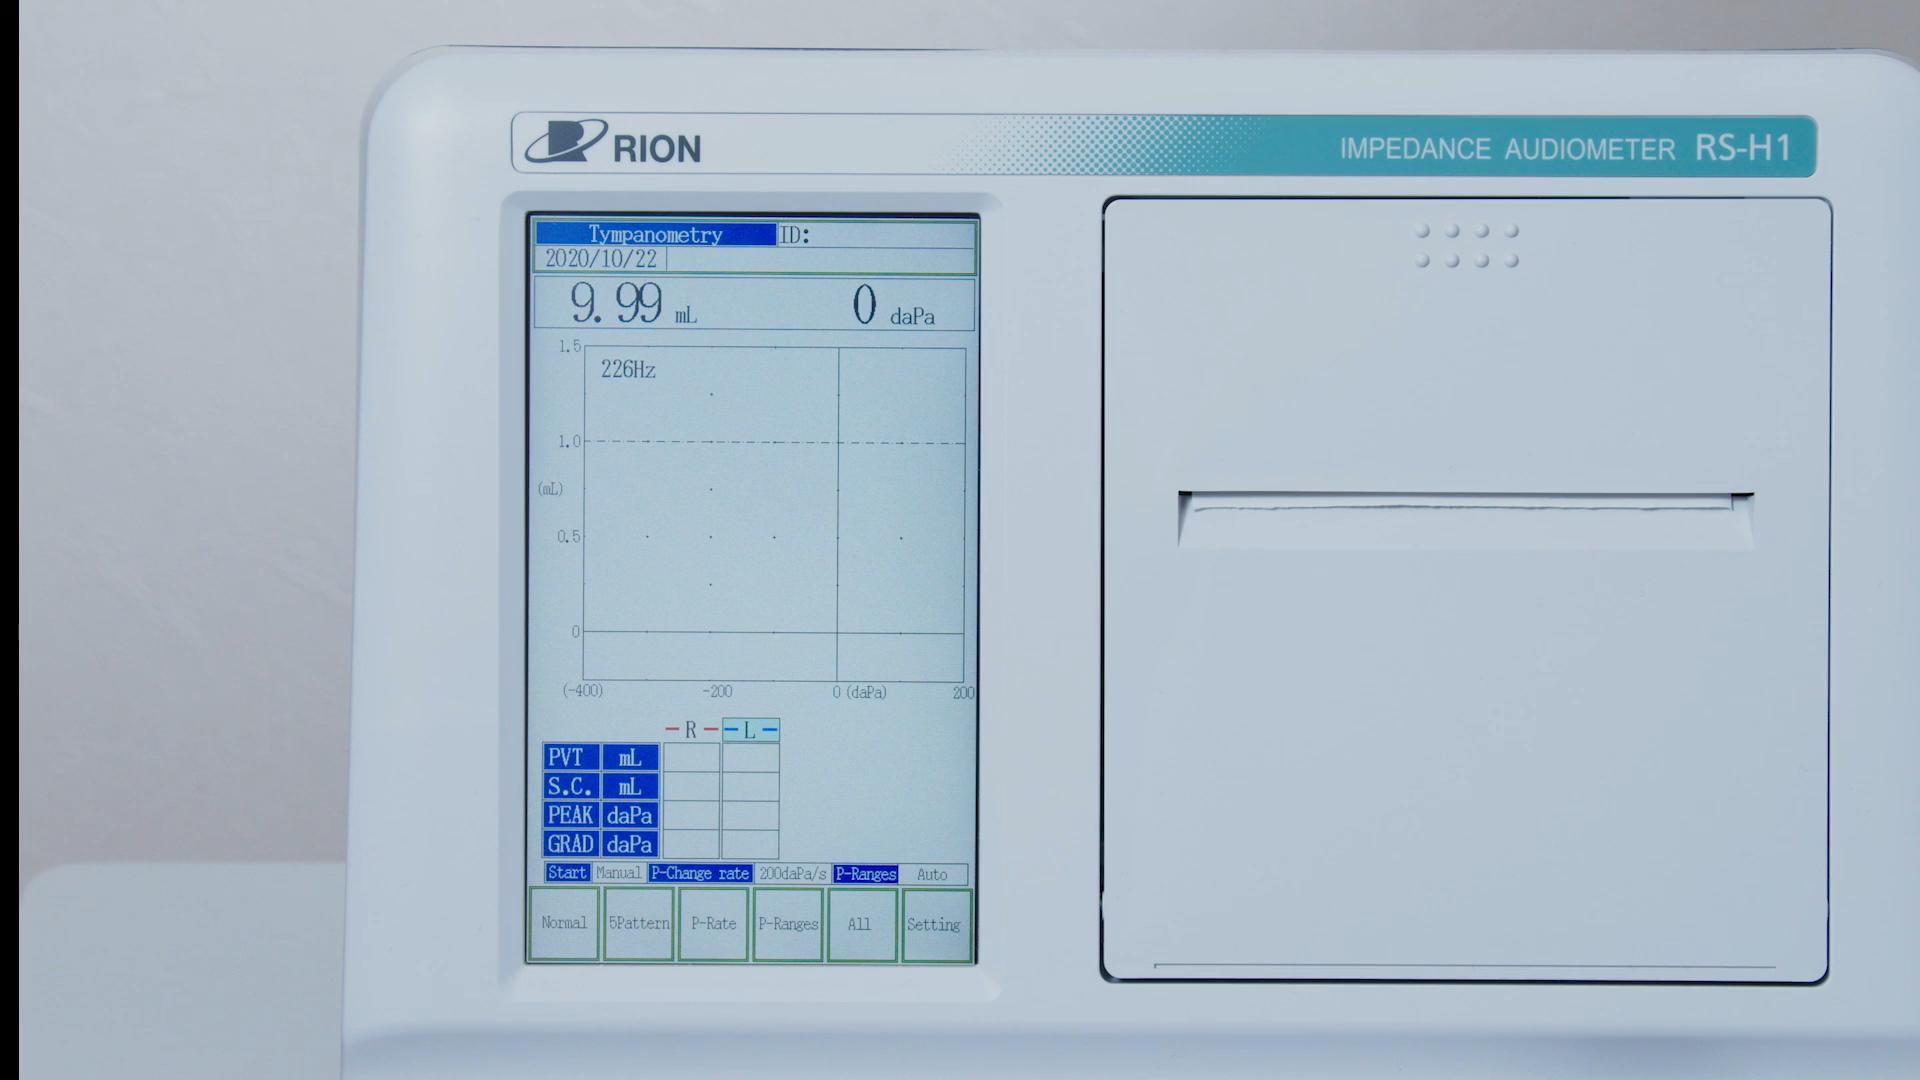 RION
IMPEDANCE AUDIOMETER RS-H1
Tympanometry ID:
2020/10/22
9.99 mL 0 daPa
1.5
226Hz
1.0
(mL)
0.5
0
(-400) -200 0 (daPa) 200
R L
PVT mL
S.C. mL
PEAK daPa
GRAD daPa
Start Manual P-Change rate 200daPa/s P-Ranges Auto
Normal 5Pattern P-Rate P-Ranges All Setting